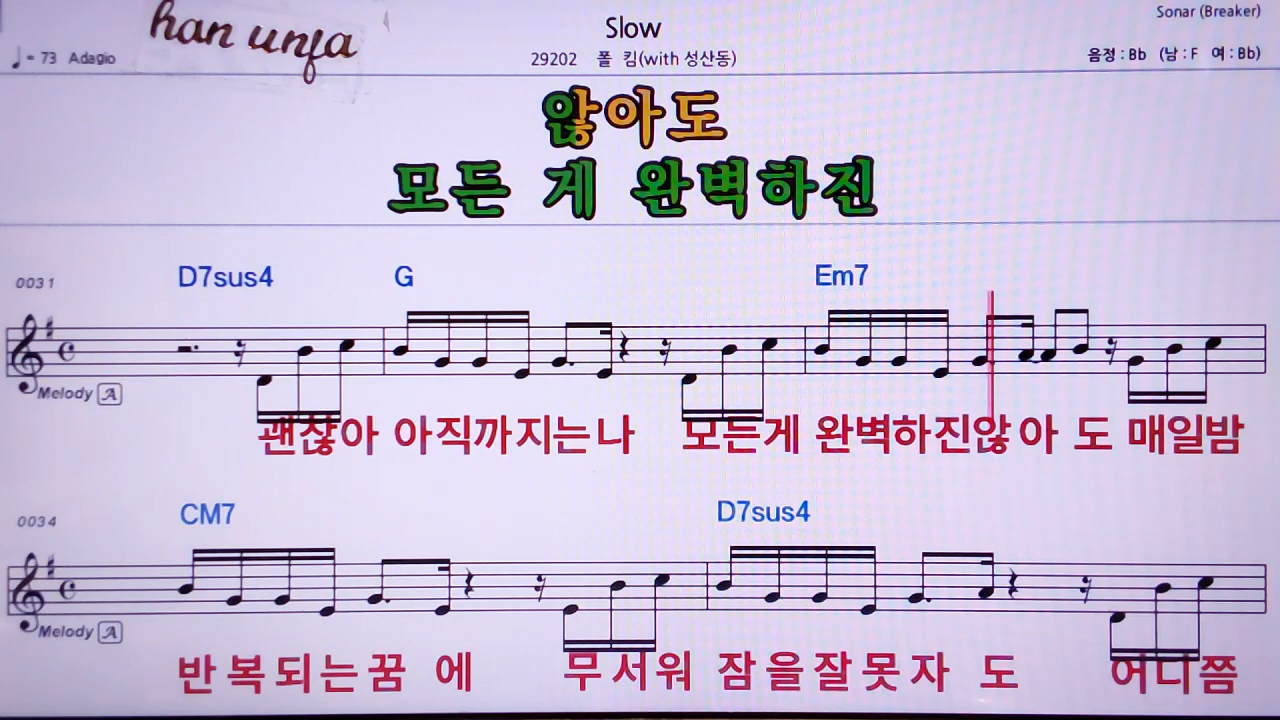 han unja
Slow
Sonar (Breaker)
♩= 73 Adagio
29202 폴 킴(with 성산동)
음정 : Bb (남 : F 여 : Bb)
않아도
모든 게 완벽하진
0031 D7sus4 G Em7
Melody A
괜찮아 아직까지는나 모든게 완벽하진않아 도 매일밤
0034 CM7 D7sus4
Melody A
반복되는꿈 에 무서워 잠을잘못자 도 어디쯤